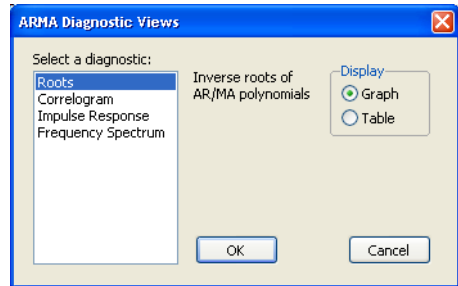 ARMA Diagnostic Views
Select a diagnostic:
Roots
Correlogram
Impulse Response
Frequency Spectrum
Inverse roots of
AR/MA polynomials
Display
Graph
Table
OK
Cancel